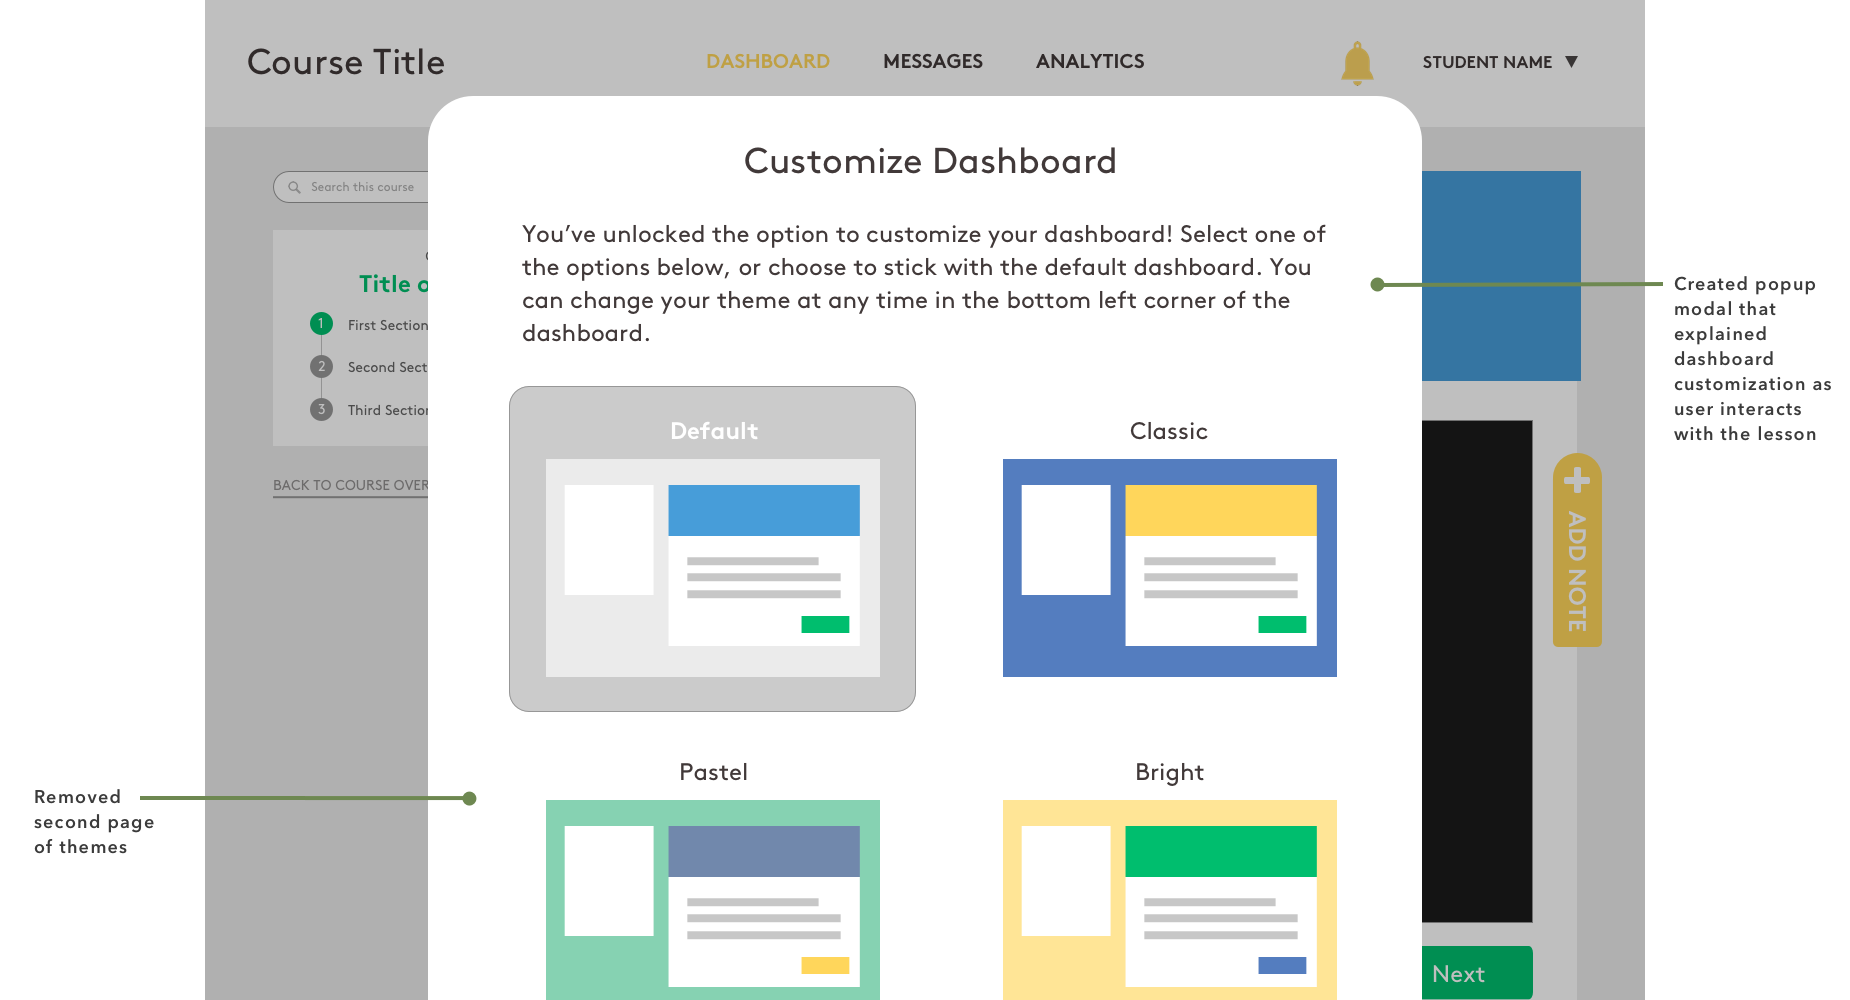 Course Title
DASHBOARD
MESSAGES
ANALYTICS
STUDENT NAME
Customize Dashboard
Search this course
You’ve unlocked the option to customize your dashboard! Select one of
the options below, or choose to stick with the default dashboard. You
can change your theme at any time in the bottom left corner of the
dashboard.
Title o
1 First Section
2 Second Sect
3 Third Section
BACK TO COURSE OVER
Created popup
modal that
explained
dashboard
customization as
user interacts
with the lesson
Default
Classic
ADD NOTE
Pastel
Bright
Removed
second page
of themes
Next